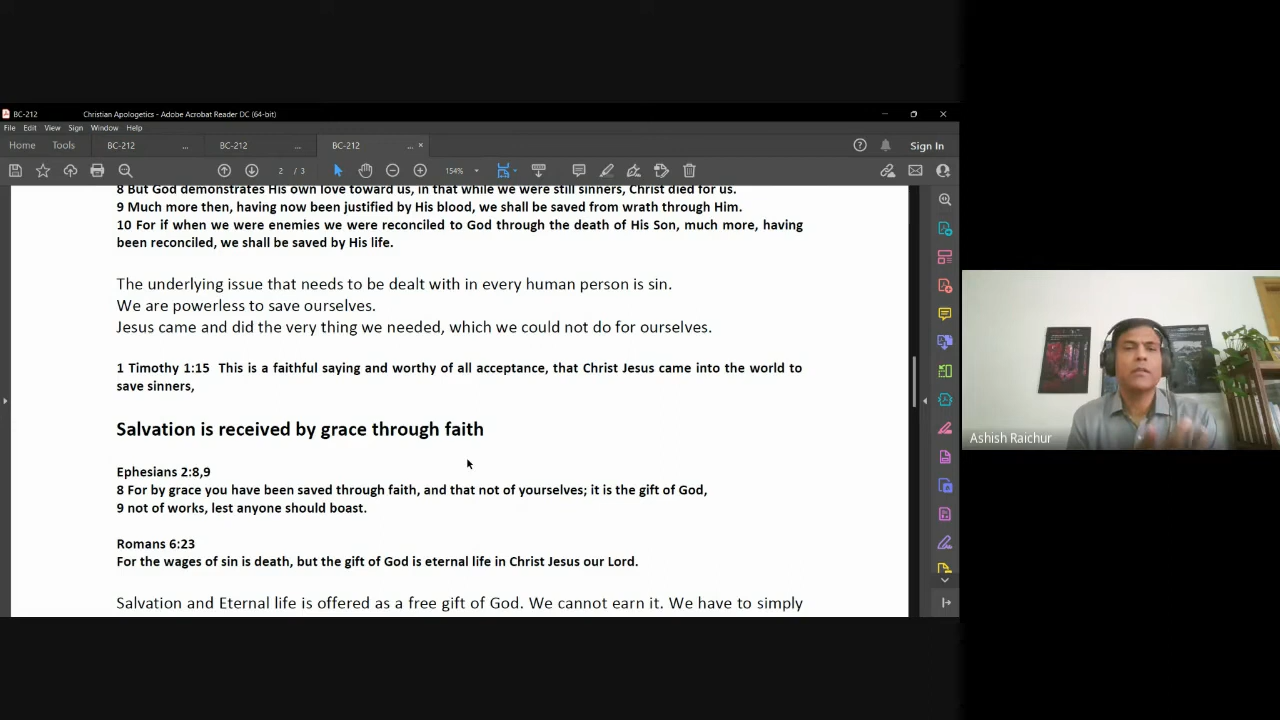 BC-212 Christian Apologetics - Adobe Acrobat Reader DC (64-bit)
File Edit View Sign Window Help
Home Tools BC-212 ... BC-212 ... BC-212 ... × Sign In
2 / 3 154%
8 But God demonstrates His own love toward us, in that while we were still sinners, Christ died for us.
9 Much more then, having now been justified by His blood, we shall be saved from wrath through Him.
10 For if when we were enemies we were reconciled to God through the death of His Son, much more, having
been reconciled, we shall be saved by His life.
The underlying issue that needs to be dealt with in every human person is sin.
We are powerless to save ourselves.
Jesus came and did the very thing we needed, which we could not do for ourselves.
1 Timothy 1:15 This is a faithful saying and worthy of all acceptance, that Christ Jesus came into the world to
save sinners,
Salvation is received by grace through faith
Ephesians 2:8,9
8 For by grace you have been saved through faith, and that not of yourselves; it is the gift of God,
9 not of works, lest anyone should boast.
Romans 6:23
For the wages of sin is death, but the gift of God is eternal life in Christ Jesus our Lord.
Salvation and Eternal life is offered as a free gift of God. We cannot earn it. We have to simply
Ashish Raichur